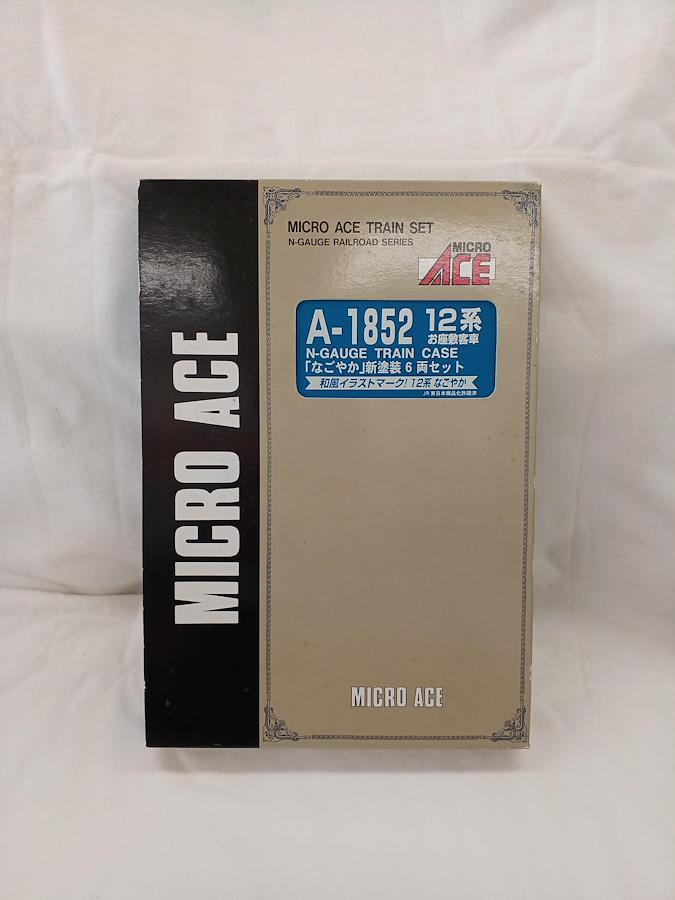 MICRO ACE
MICRO ACE TRAIN SET
N-GAUGE RAILROAD SERIES
MICRO
ACE
A-1852 12系
お座敷客車
N-GAUGE TRAIN CASE
「なごやか」新塗装6両セット
和風イラストマーク! 12系 なごやか
JR東日本商品化許諾済
MICRO ACE